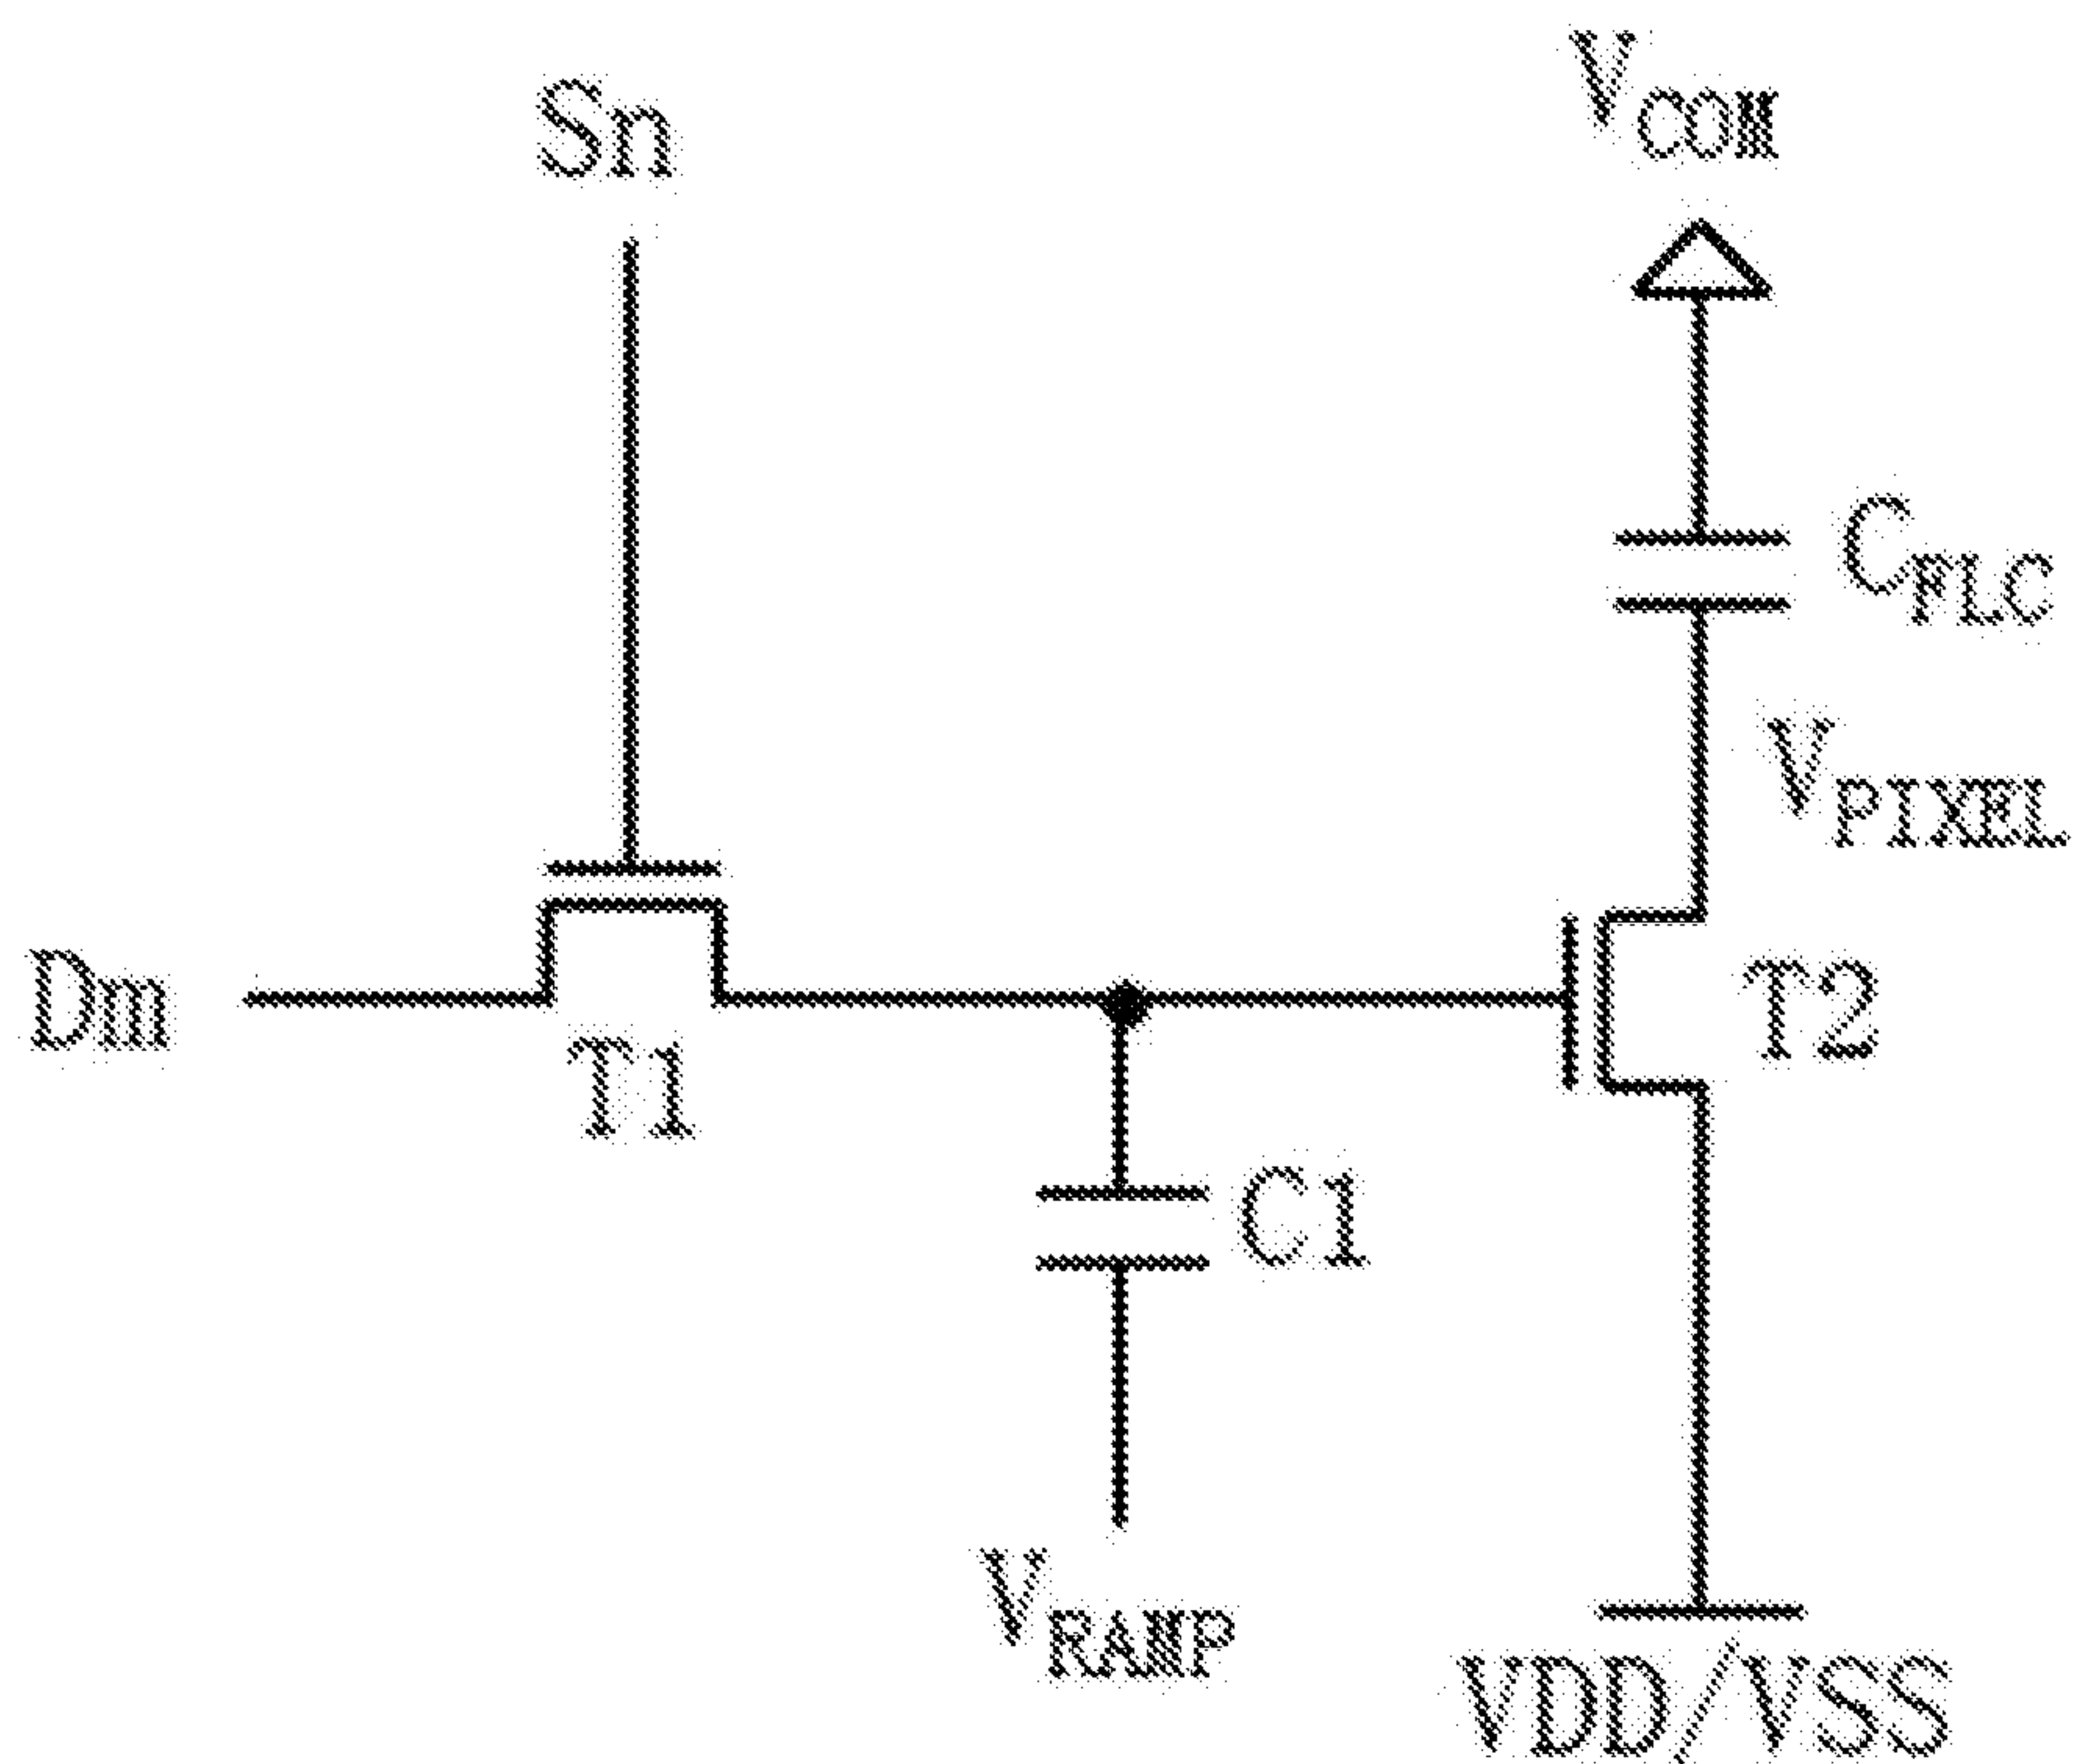 Sn
VCOM
CFLC
VPIXEL
Dm
T1
T2
C1
VRAMP
VDD/VSS